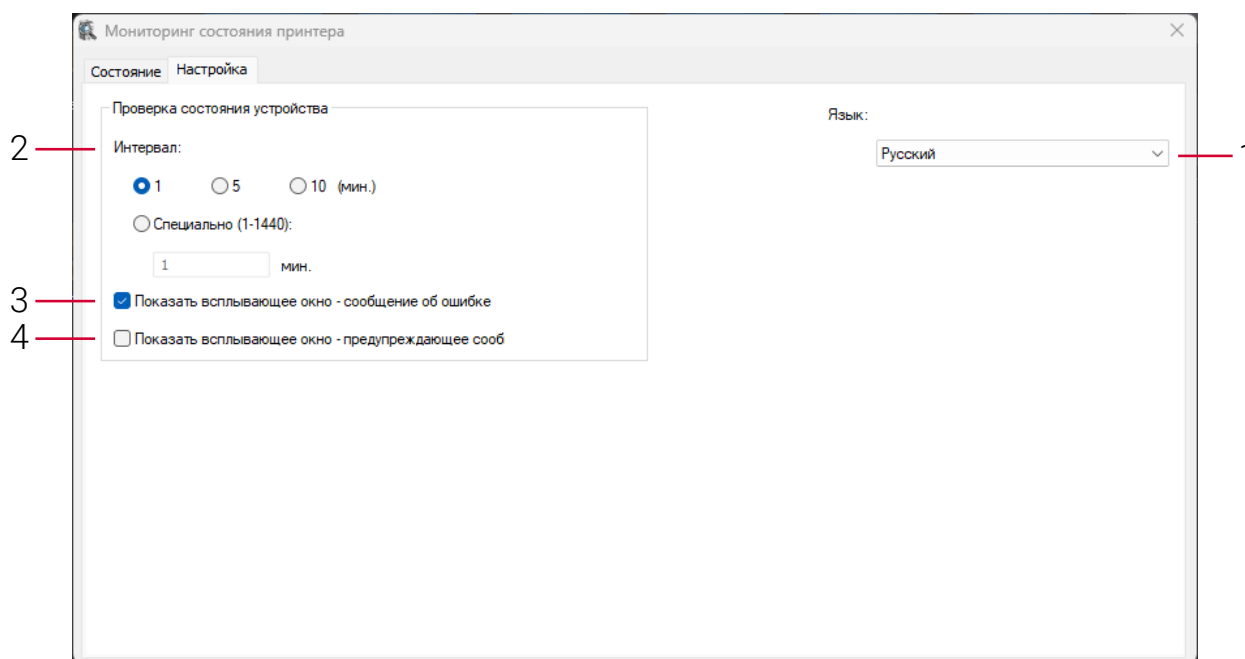 Мониторинг состояния принтера
Состояние Настройка
Проверка состояния устройства
Язык:
2 Интервал:
Русский 1
1 5 10 (мин.)
Специально (1-1440):
1 мин.
3 Показать всплывающее окно - сообщение об ошибке
4 Показать всплывающее окно - предупреждающее сооб